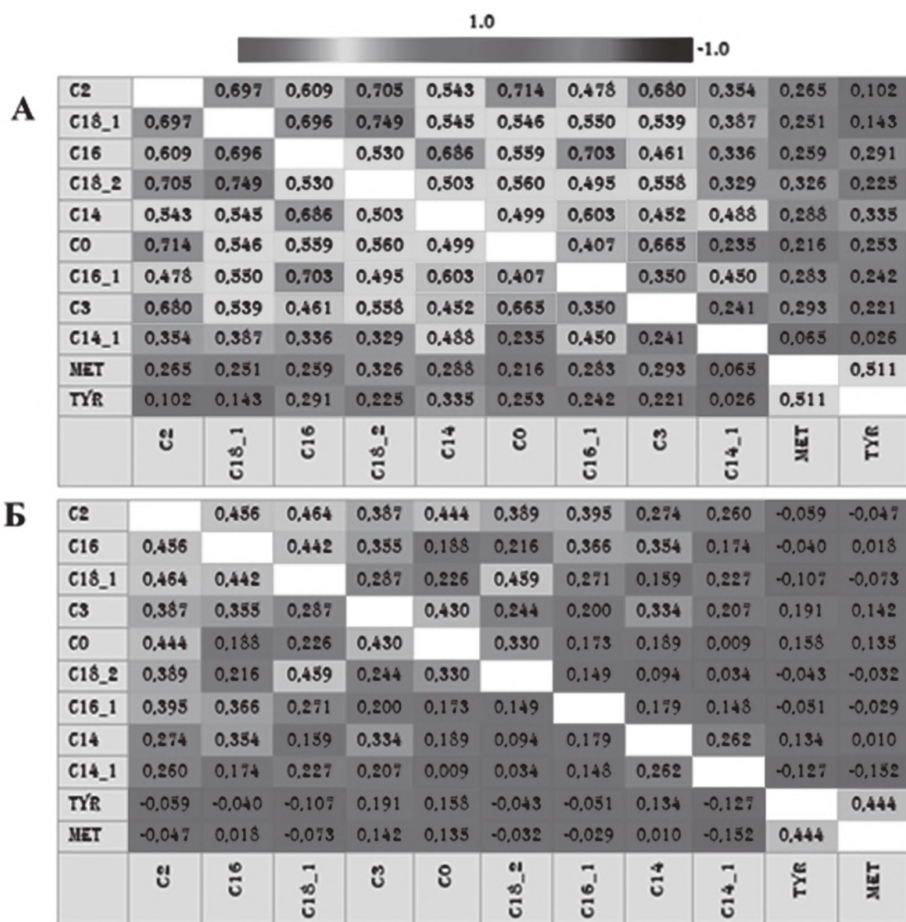 1.0
-1.0
А
C2 0,697 0,609 0,705 0,543 0,714 0,478 0,680 0,354 0,265 0,102
C18_1 0,697 0,696 0,749 0,545 0,546 0,550 0,539 0,387 0,251 0,143
C16 0,609 0,696 0,530 0,686 0,559 0,703 0,461 0,336 0,259 0,291
C18_2 0,705 0,749 0,530 0,503 0,560 0,495 0,558 0,329 0,326 0,225
C14 0,543 0,545 0,686 0,503 0,499 0,603 0,452 0,488 0,288 0,335
C0 0,714 0,546 0,559 0,560 0,499 0,407 0,665 0,235 0,216 0,253
C16_1 0,478 0,550 0,703 0,495 0,603 0,407 0,350 0,450 0,283 0,242
C3 0,680 0,539 0,461 0,558 0,452 0,665 0,350 0,241 0,293 0,221
C14_1 0,354 0,387 0,336 0,329 0,488 0,235 0,450 0,241 0,065 0,026
MET 0,265 0,251 0,259 0,326 0,288 0,216 0,283 0,293 0,065 0,511
TYR 0,102 0,143 0,291 0,225 0,335 0,253 0,242 0,221 0,026 0,511
C2 C18_1 C16 C18_2 C14 C0 C16_1 C3 C14_1 MET TYR
Б
C2 0,456 0,464 0,387 0,444 0,389 0,395 0,274 0,260 -0,059 -0,047
C16 0,456 0,442 0,355 0,188 0,216 0,366 0,354 0,174 -0,040 0,018
C18_1 0,464 0,442 0,287 0,226 0,459 0,271 0,159 0,227 -0,107 -0,073
C3 0,387 0,355 0,287 0,430 0,244 0,200 0,334 0,207 0,191 0,142
C0 0,444 0,188 0,226 0,430 0,330 0,173 0,189 0,009 0,158 0,135
C18_2 0,389 0,216 0,459 0,244 0,330 0,149 0,094 0,034 -0,043 -0,032
C16_1 0,395 0,366 0,271 0,200 0,173 0,149 0,179 0,148 -0,051 -0,029
C14 0,274 0,354 0,159 0,334 0,189 0,094 0,179 0,262 0,134 0,010
C14_1 0,260 0,174 0,227 0,207 0,009 0,034 0,148 0,262 -0,127 -0,152
TYR -0,059 -0,040 -0,107 0,191 0,158 -0,043 -0,051 0,134 -0,127 0,444
MET -0,047 0,018 -0,073 0,142 0,135 -0,032 -0,029 0,010 -0,152 0,444
C2 C16 C18_1 C3 C0 C18_2 C16_1 C14 C14_1 TYR MET